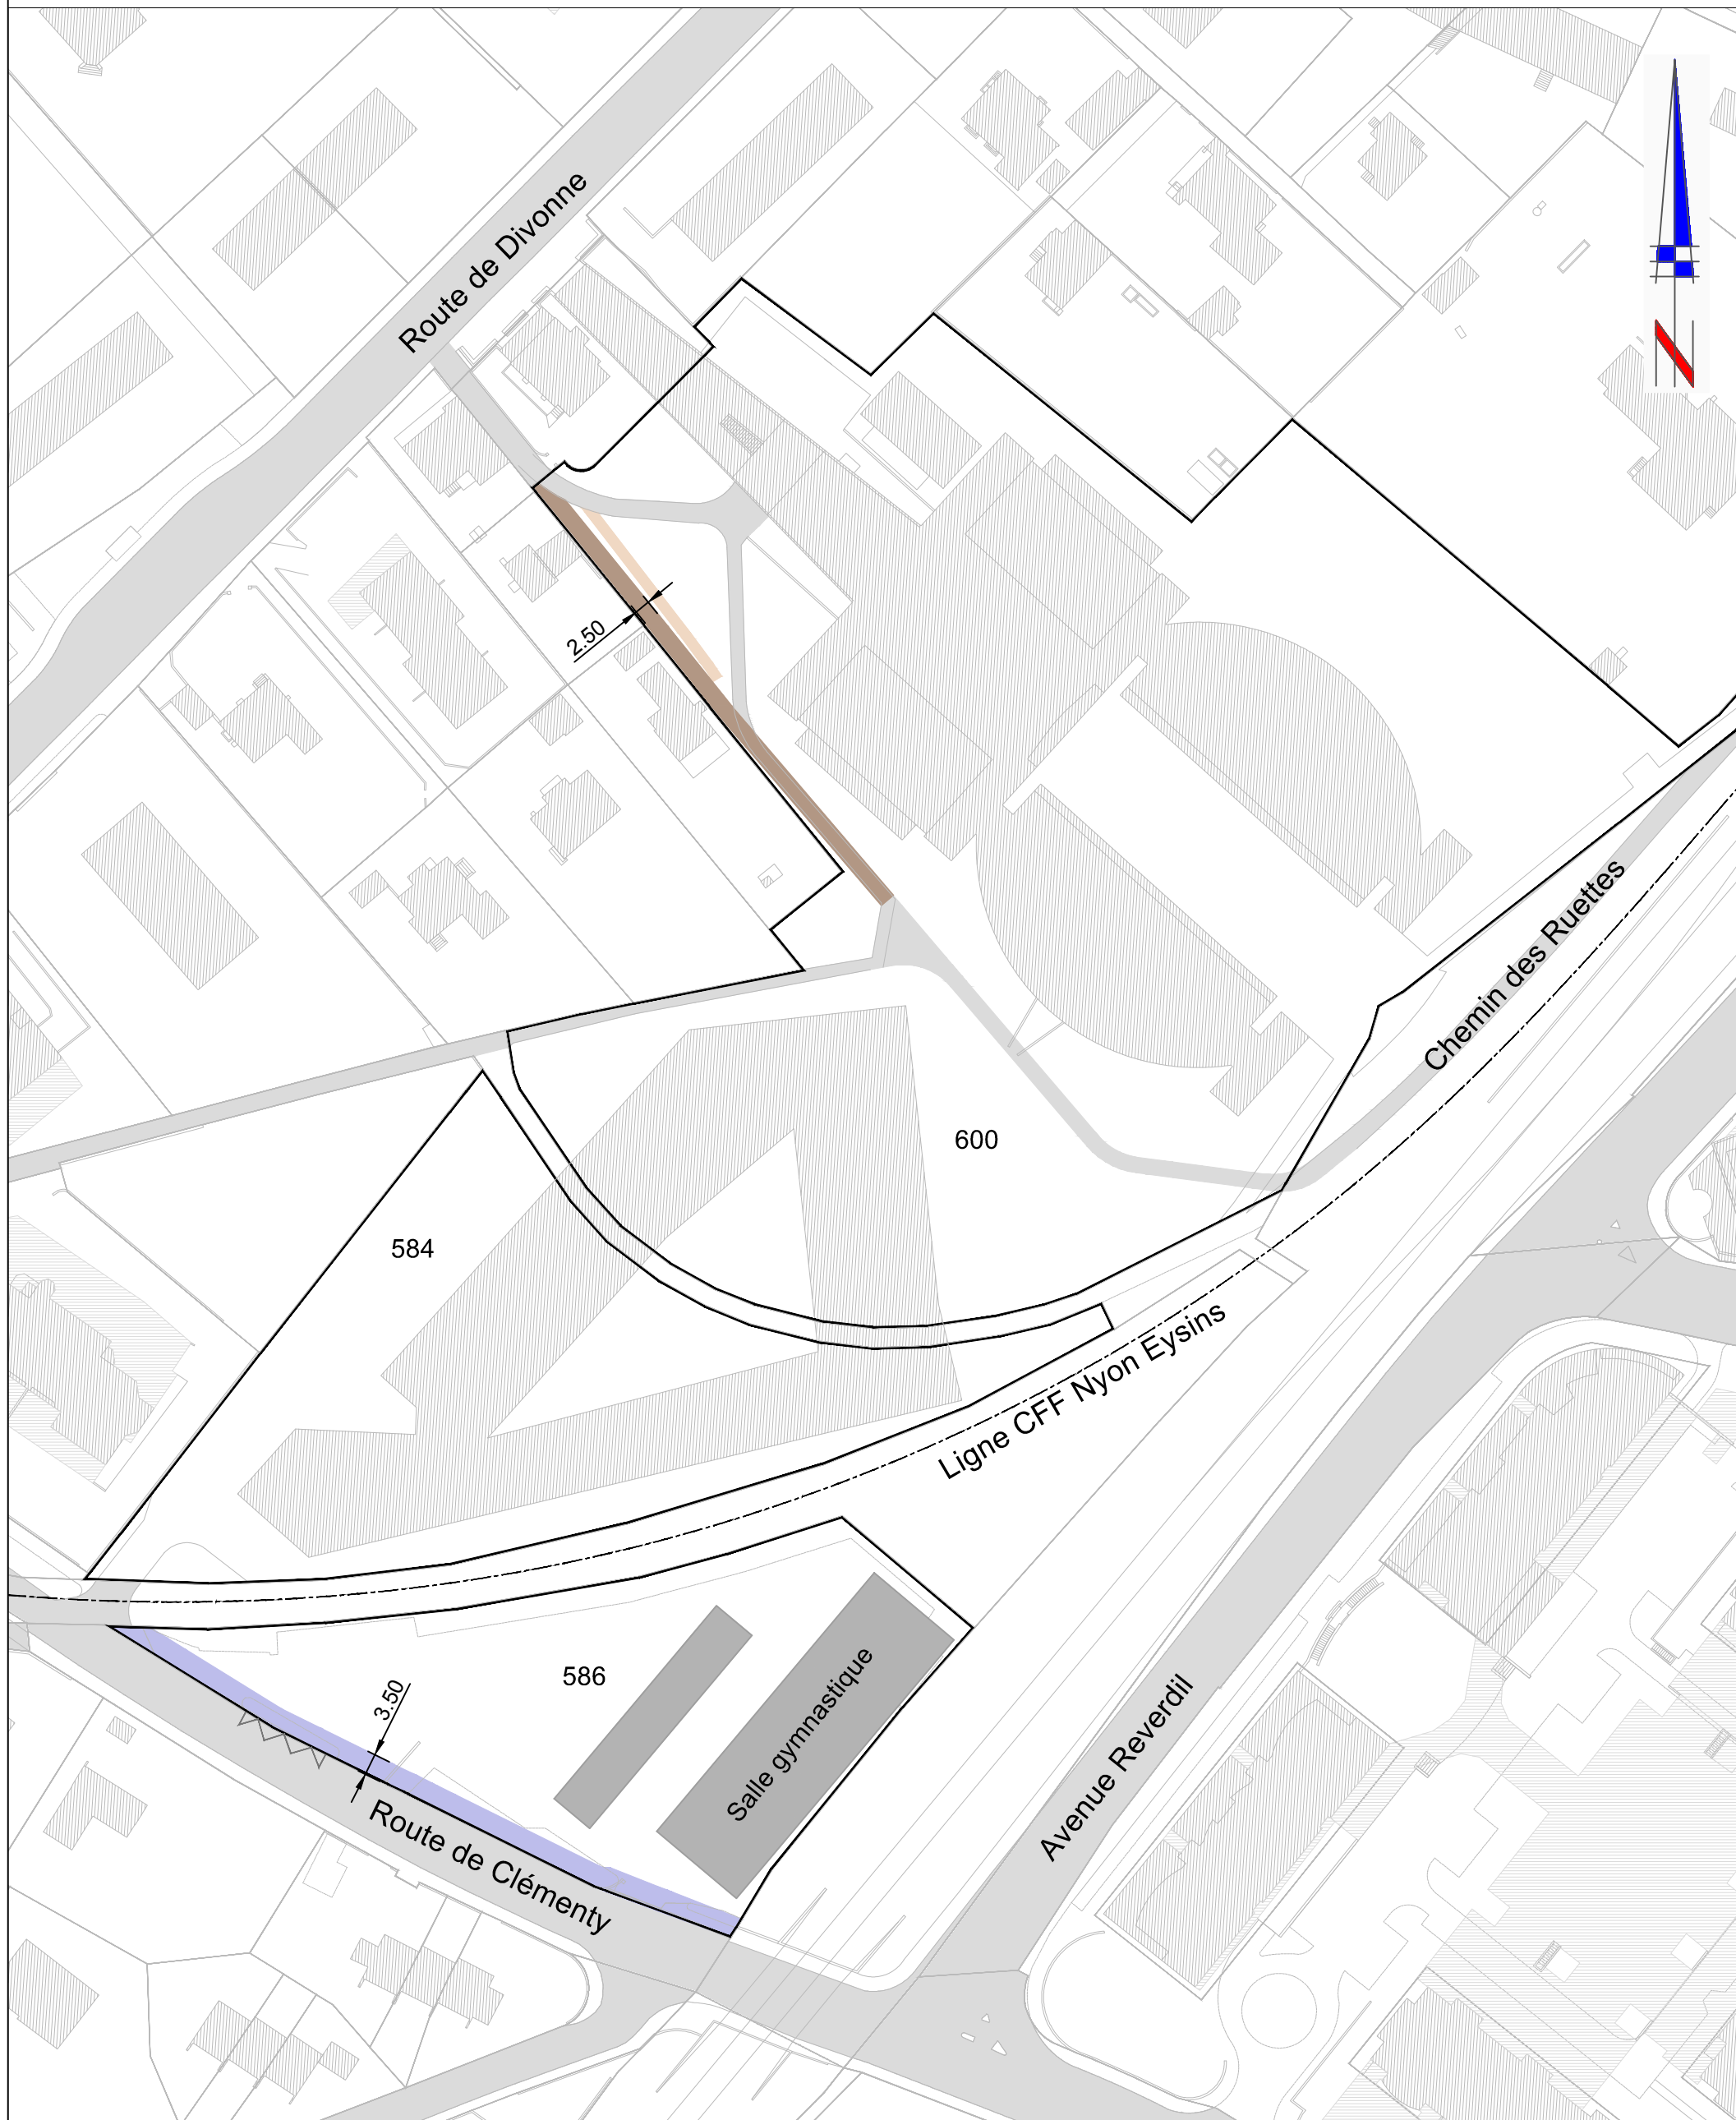 Route de Divonne
2.50
Chemin des Ruettes
600
584
Ligne CFF Nyon Eysins
586
3.50
Salle gymnastique
Avenue Reverdil
Route de Clémenty